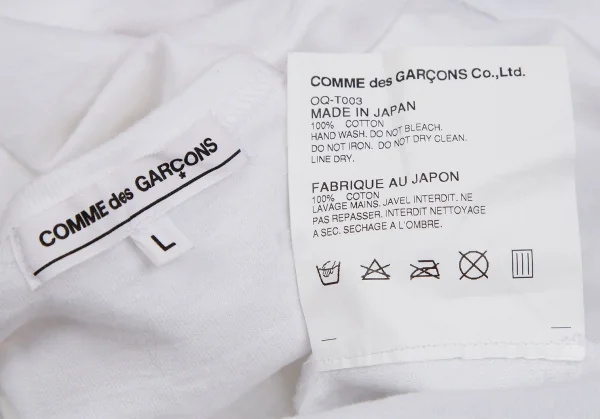 COMME des GARÇONS
L
COMME des GARÇONS Co.,Ltd.
OQ-T003
MADE IN JAPAN
100% COTTON
HAND WASH. DO NOT BLEACH.
DO NOT IRON. DO NOT DRY CLEAN.
LINE DRY.
FABRIQUE AU JAPON
100% COTON
LAVAGE MAINS. JAVEL INTERDIT. NE
PAS REPASSER. INTERDIT NETTOYAGE
A SEC. SECHAGE A L'OMBRE.